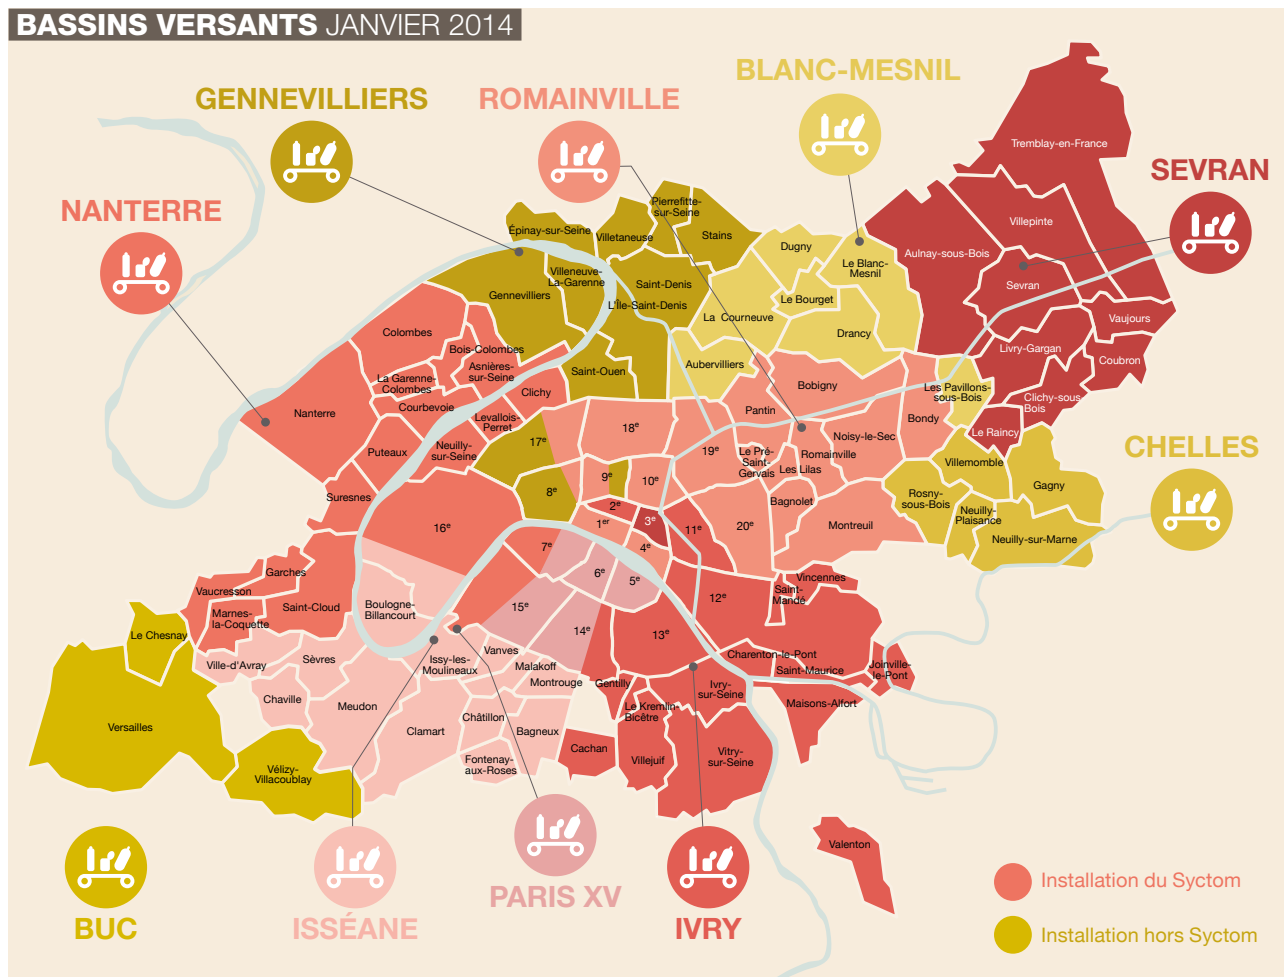 BASSINS VERSANTS JANVIER 2014
BLANC-MESNIL
GENNEVILLIERS
ROMAINVILLE
SEVRAN
NANTERRE
CHELLES
Tremblay-en-France
Villepinte
Aulnay-sous-Bois
Sevran
Vaujours
Livry-Gargan
Coubron
Clichy-sous
Bois
Le Raincy
Pierrefitte-
sur-Seine
Épinay-sur-Seine
Villetaneuse
Stains
Villeneuve-
La-Garenne
Gennevilliers
Saint-Denis
L'Île-Saint-Denis
Saint-Ouen
Dugny
Le Blanc-
Mesnil
Le Bourget
La Courneuve
Drancy
Aubervilliers
Les Pavillons-
sous-Bois
Colombes
Bois-Colombes
Asnières-
sur-Seine
La Garenne-
Colombes
Clichy
Courbevoie
Levallois-
Perret
Nanterre
Puteaux
Neuilly-
sur-Seine
Suresnes
Bobigny
Pantin
Bondy
Noisy-le-Sec
Romainville
Le Pré-
Saint-
Gervais
Les Lilas
Bagnolet
Montreuil
Villemomble
Gagny
Rosny-
sous-Bois
Neuilly-
Plaisance
Neuilly-sur-Marne
17e
18e
19e
8e
9e
10e
2e
1er
3e
11e
20e
16e
7e
4e
6e
5e
15e
14e
13e
12e
Garches
Vaucresson
Marnes-
la-Coquette
Saint-Cloud
Boulogne-
Billancourt
Le Chesnay
Ville-d'Avray
Sèvres
Chaville
Versailles
Vélizy-
Villacoublay
Meudon
Issy-les-
Moulineaux
Vanves
Malakoff
Montrouge
Clamart
Châtillon
Bagneux
Fontenay-
aux-Roses
Vincennes
Saint-
Mandé
Charenton-le-Pont
Saint-Maurice
Joinville-
le-Pont
Maisons-Alfort
Gentilly
Ivry-
sur-Seine
Le Kremlin-
Bicêtre
Cachan
Villejuif
Vitry-
sur-Seine
Valenton
BUC
ISSÉANE
PARIS XV
IVRY
Installation du Syctom
Installation hors Syctom